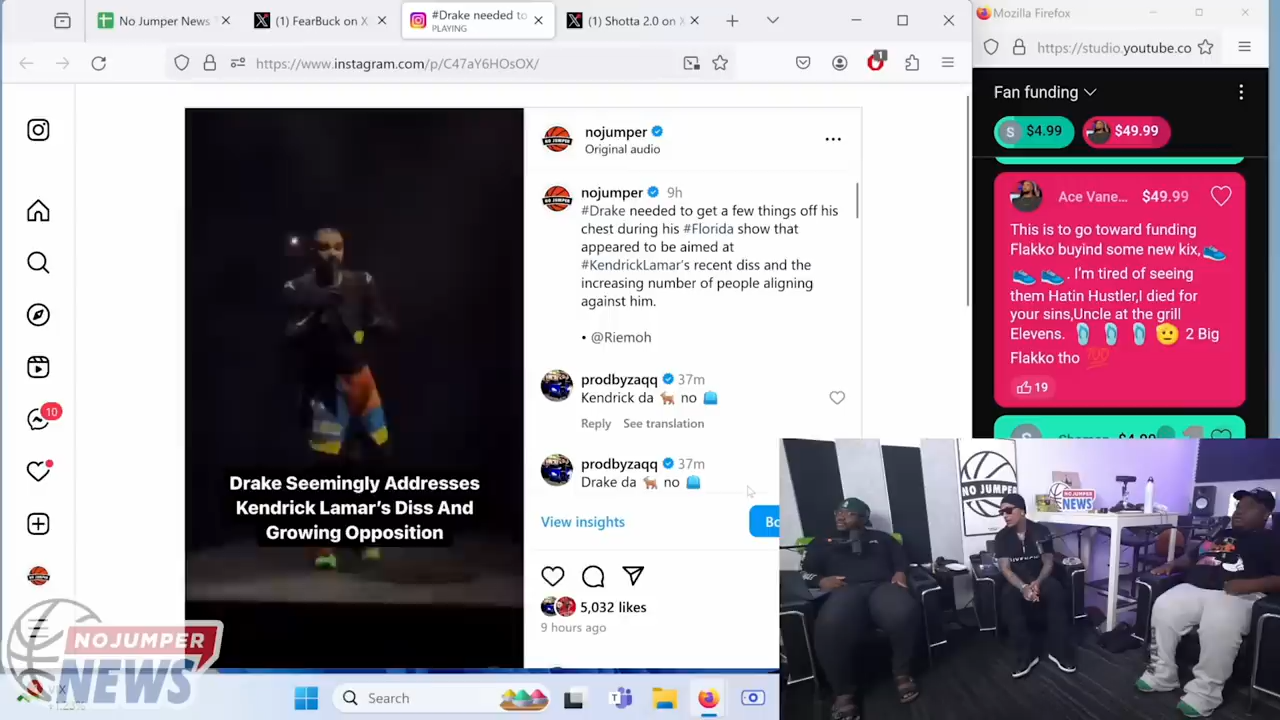 No Jumper News
(1) FearBuck on X
#Drake needed to
PLAYING
(1) Shotta 2.0 on X
Mozilla Firefox
https://www.instagram.com/p/C47aY6HOsOX/
1
https://studio.youtube.co
Fan funding
S $4.99
$49.99
nojumper
Original audio
nojumper 9h
#Drake needed to get a few things off his
chest during his #Florida show that
appeared to be aimed at
#KendrickLamar's recent diss and the
increasing number of people aligning
against him.
• @Riemoh
prodbyzaqq 37m
Kendrick da 🐐 no 🧢
Reply See translation
prodbyzaqq 37m
Drake da 🐐 no 🧢
View insights
Bo
5,032 likes
9 hours ago
10
Drake Seemingly Addresses
Kendrick Lamar's Diss And
Growing Opposition
Ace Vane... $49.99
This is to go toward funding
Flakko buyind some new kix,👟
👟 👟. I'm tired of seeing
them Hatin Hustler,I died for
your sins,Uncle at the grill
Elevens. 🩴 🩴 🩴 🫡 2 Big
Flakko tho 💯
19
S $4.99
NO JUMPER
NOJUMPER
NEWS
NOJUMPER
NEWS
Search